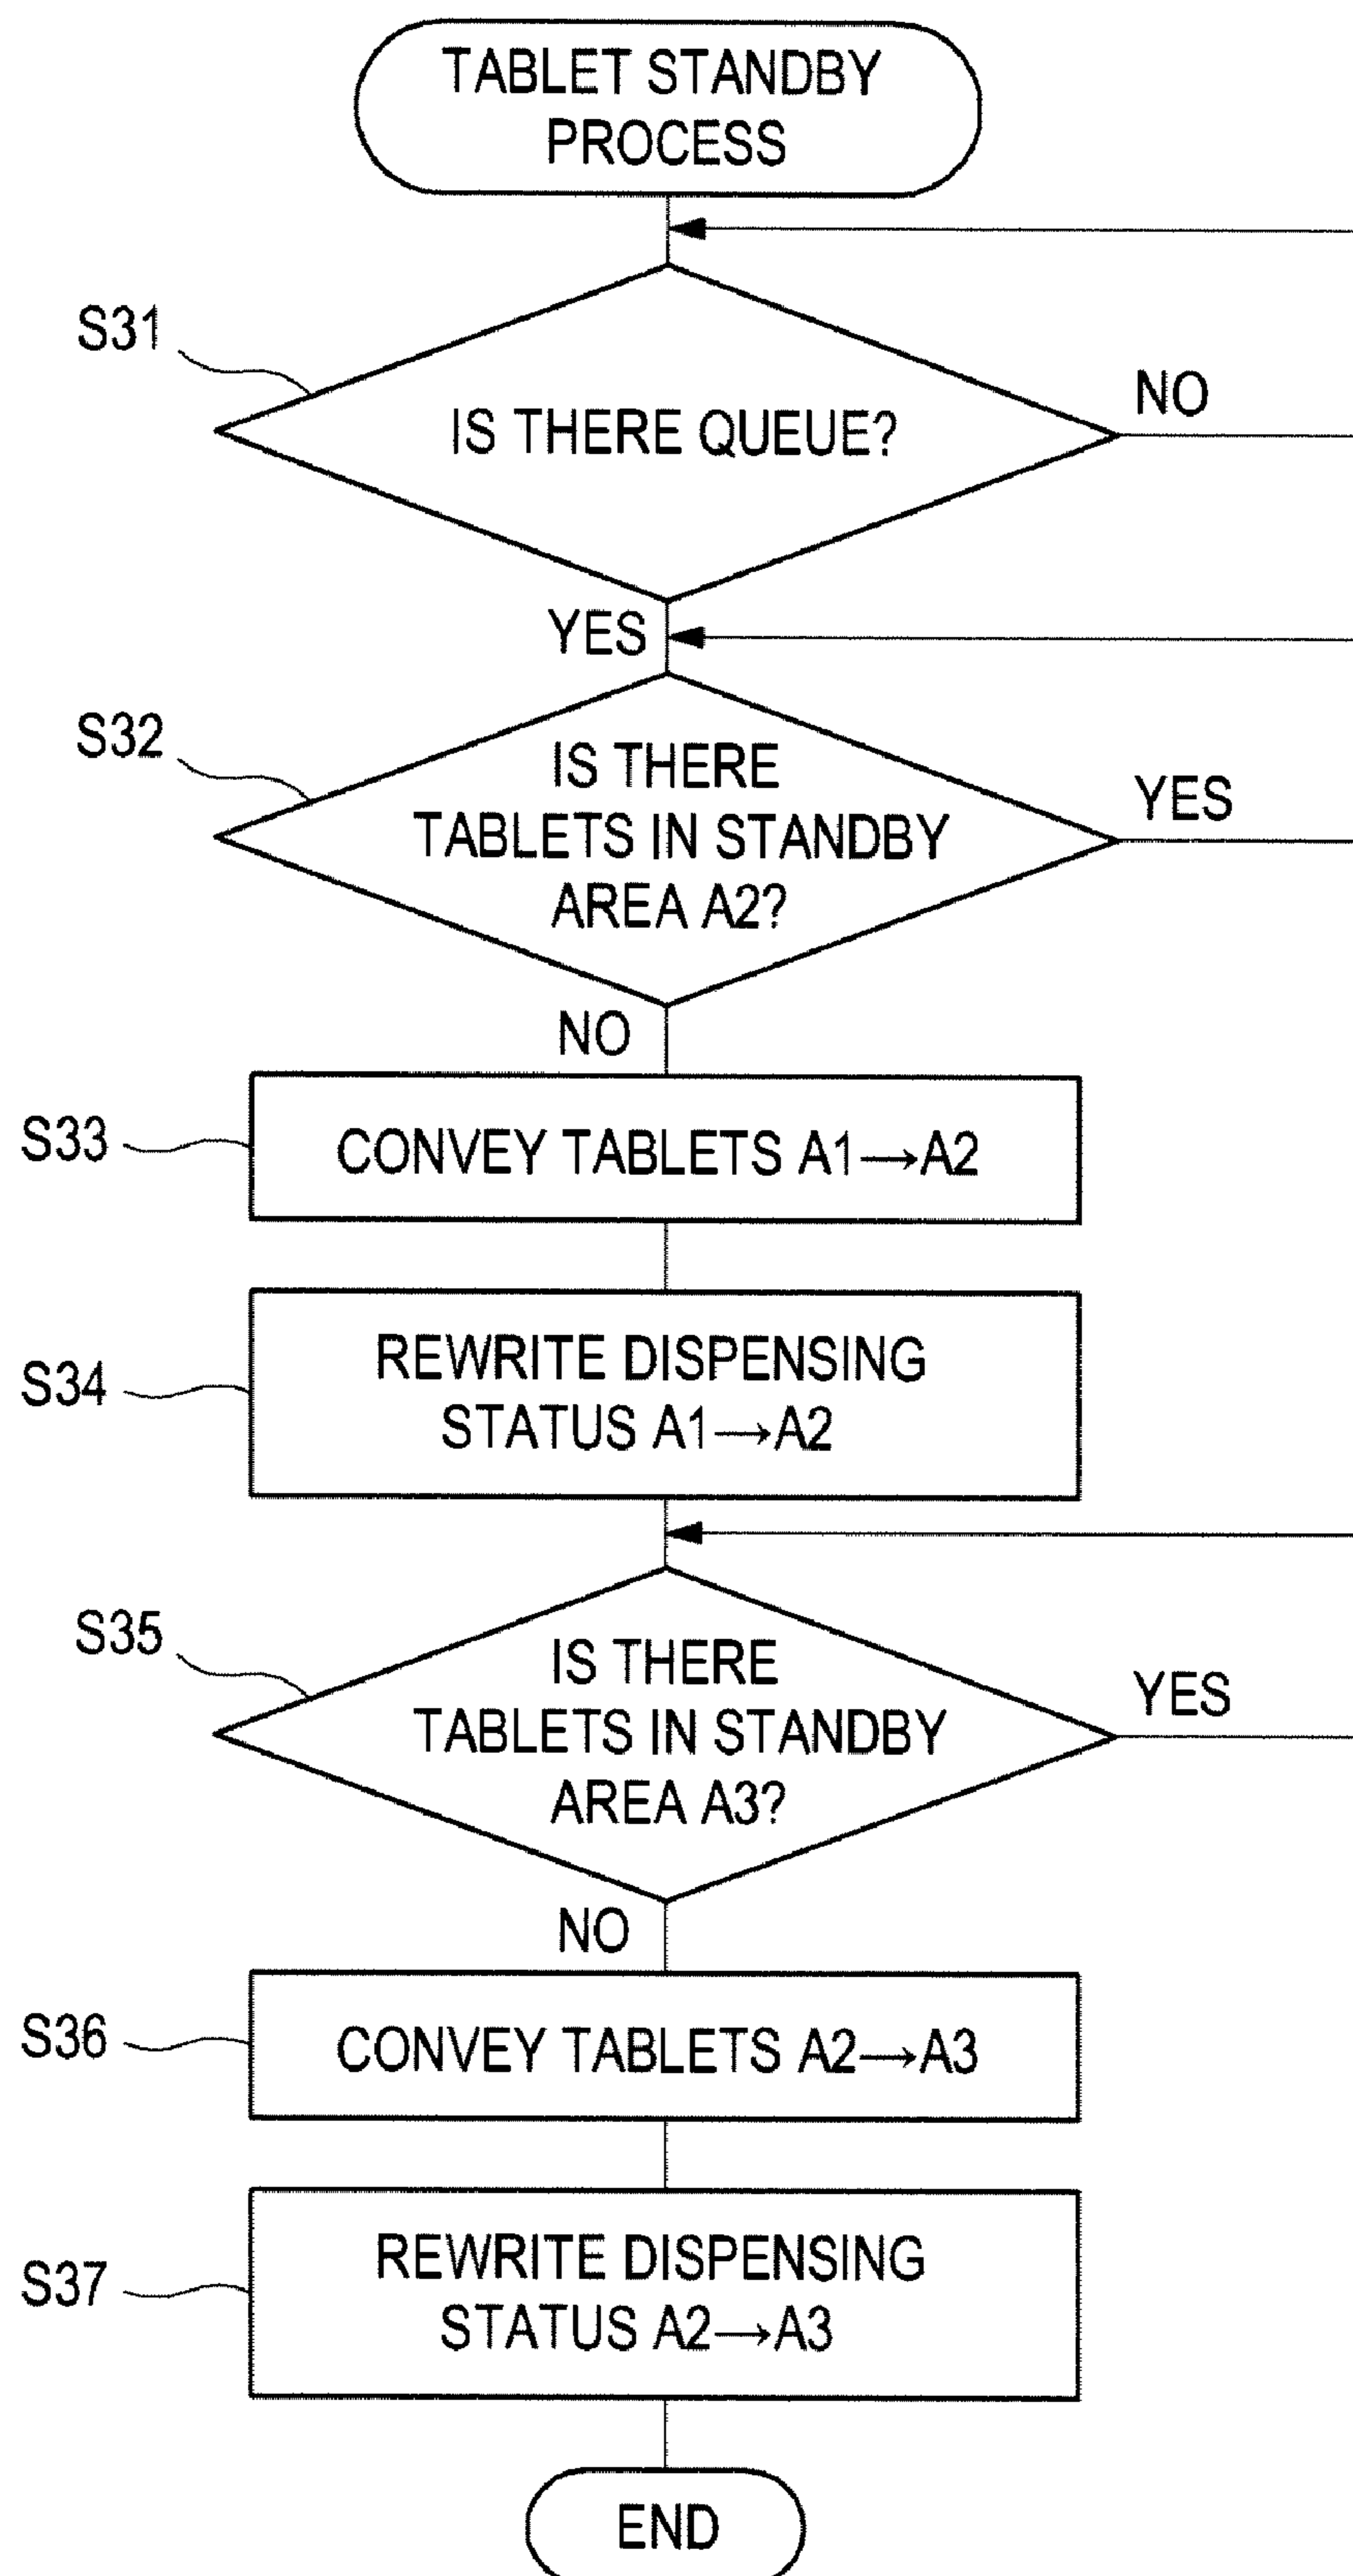 TABLET STANDBY
PROCESS
S31
IS THERE QUEUE?
NO
YES
S32
IS THERE
TABLETS IN STANDBY
AREA A2?
YES
NO
S33
CONVEY TABLETS A1→A2
S34
REWRITE DISPENSING
STATUS A1→A2
S35
IS THERE
TABLETS IN STANDBY
AREA A3?
YES
NO
S36
CONVEY TABLETS A2→A3
S37
REWRITE DISPENSING
STATUS A2→A3
END